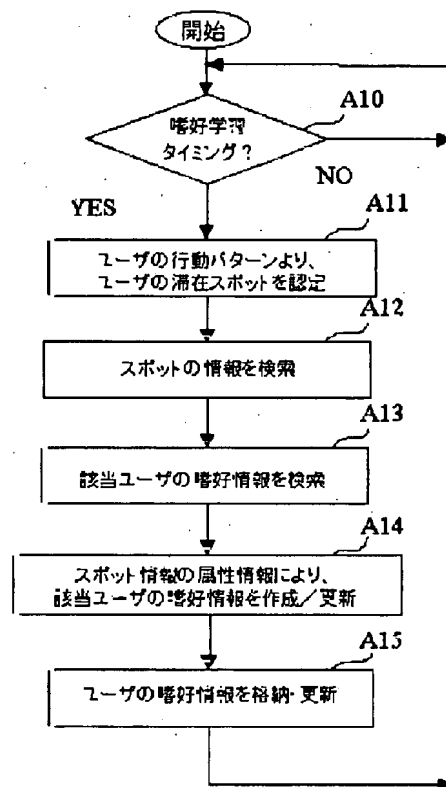 開始
A10
嗜好学習
タイミング?
NO
YES
A11
ユーザの行動パターンより、
ユーザの滞在スポットを認定
A12
スポットの情報を検索
A13
該当ユーザの嗜好情報を検索
A14
スポット情報の属性情報により、
該当ユーザの嗜好情報を作成／更新
A15
ユーザの嗜好情報を格納・更新